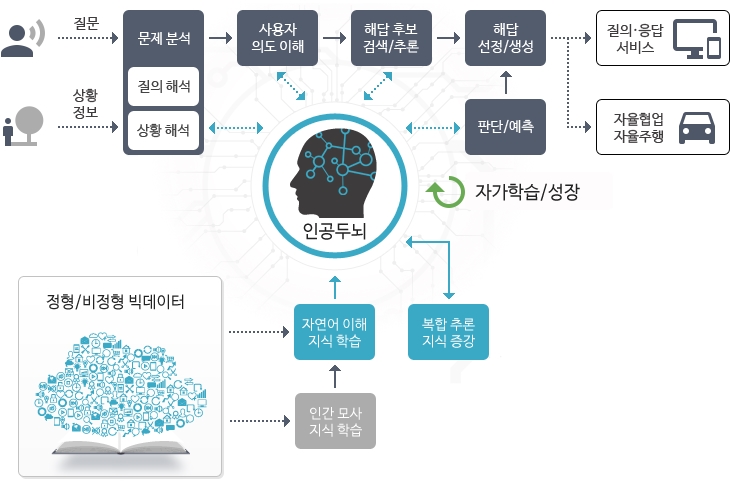 질문
상황
정보
문제 분석
질의 해석
상황 해석
사용자
의도 이해
해답 후보
검색/추론
해답
선정/생성
판단/예측
질의·응답
서비스
자율협업
자율주행
인공두뇌
자가학습/성장
정형/비정형 빅데이터
자연어 이해
지식 학습
복합 추론
지식 증강
인간 모사
지식 학습